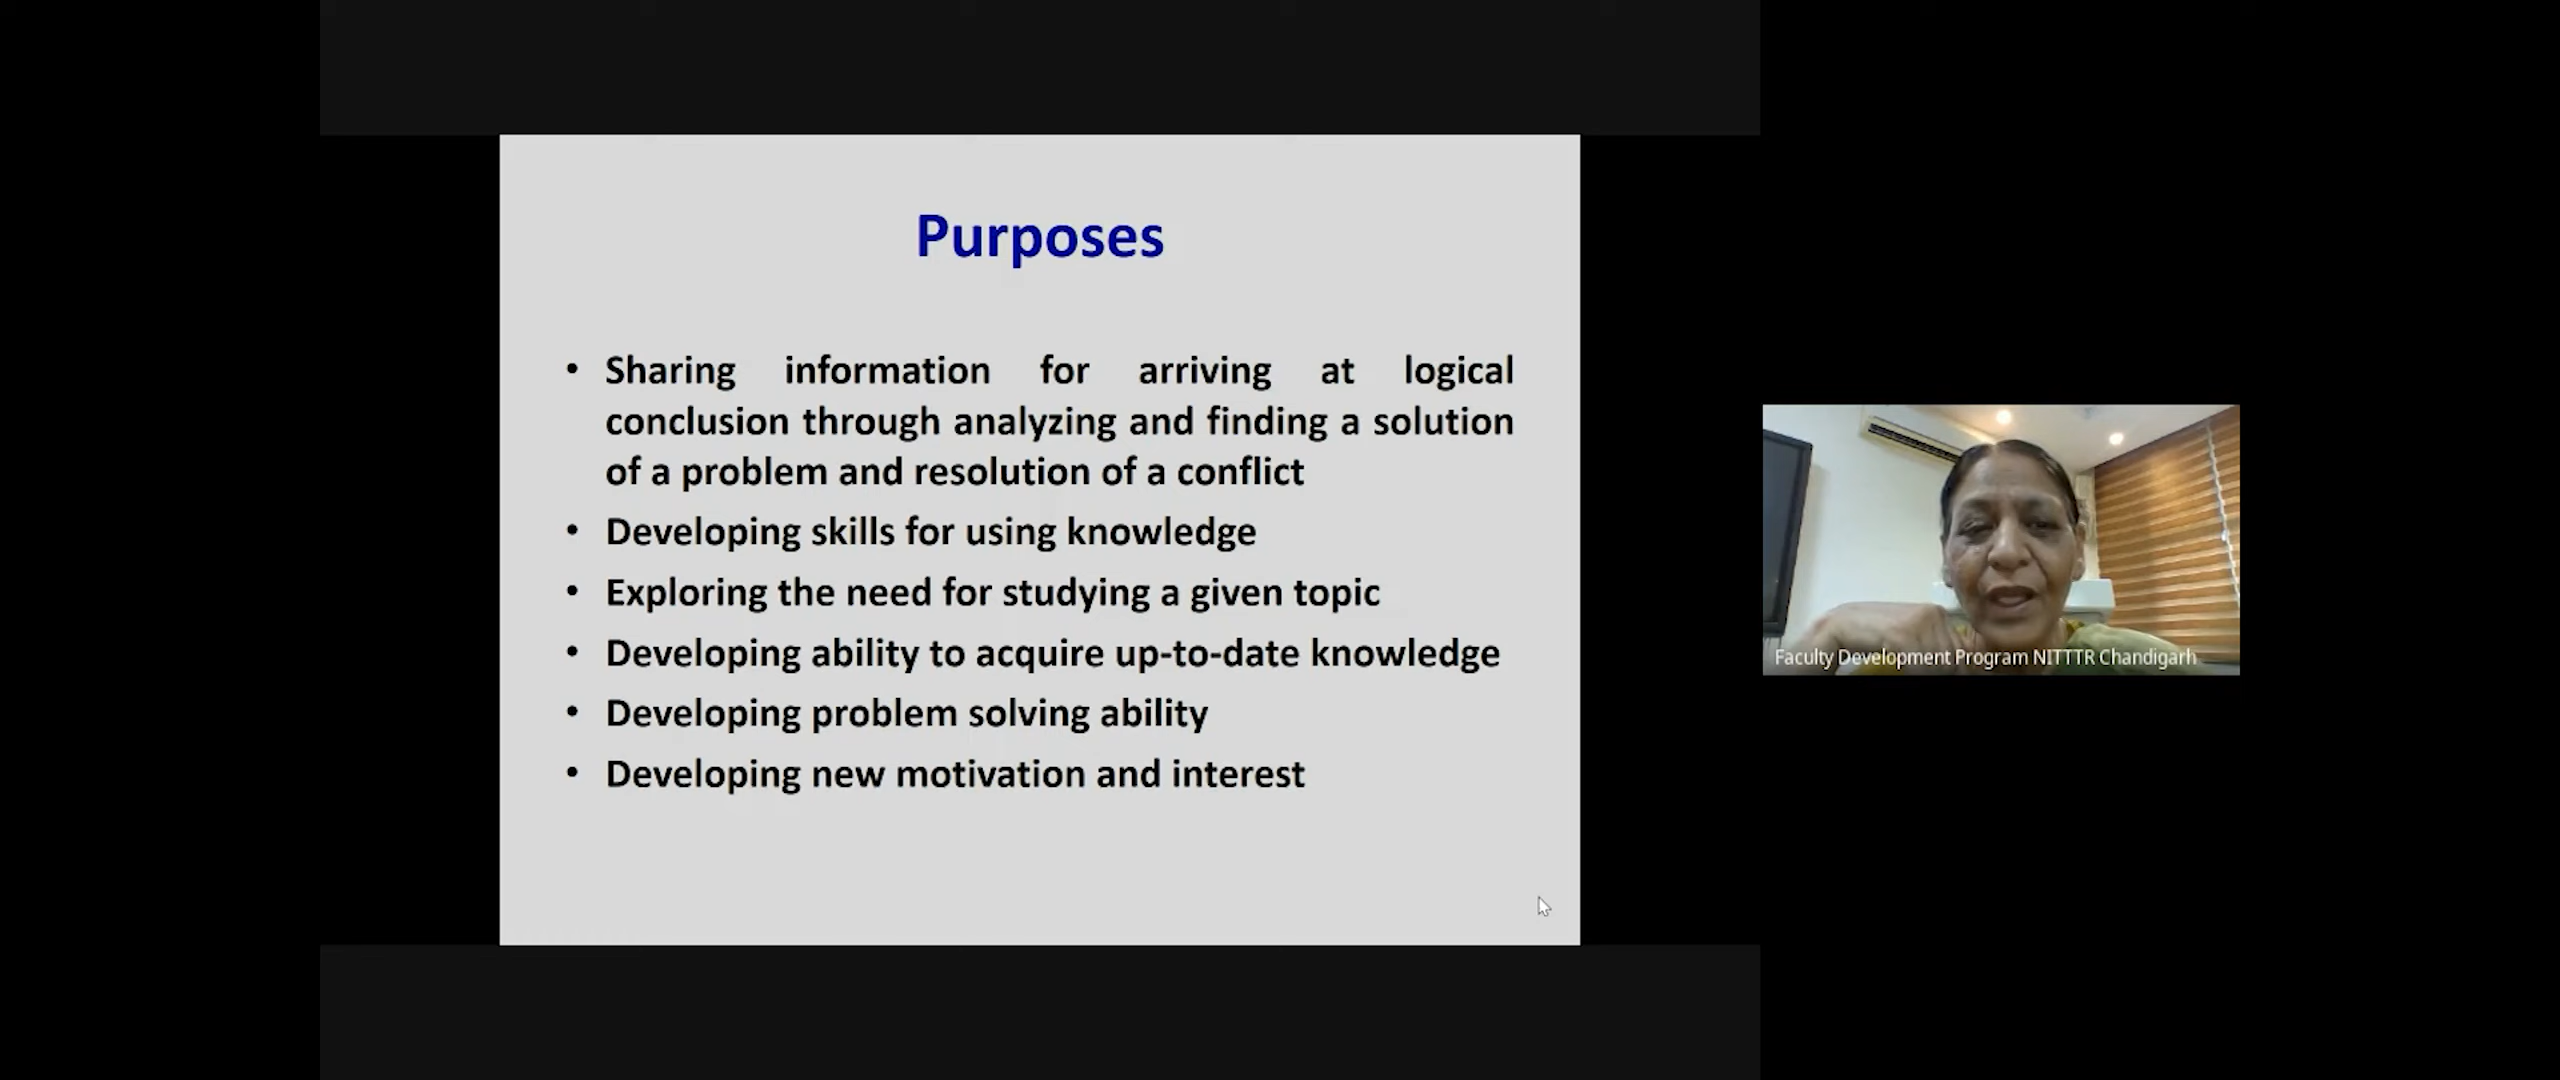 Purposes
• Sharing information for arriving at logical
conclusion through analyzing and finding a solution
of a problem and resolution of a conflict
• Developing skills for using knowledge
• Exploring the need for studying a given topic
• Developing ability to acquire up-to-date knowledge
• Developing problem solving ability
• Developing new motivation and interest
Faculty Development Program NITTTR Chandigarh